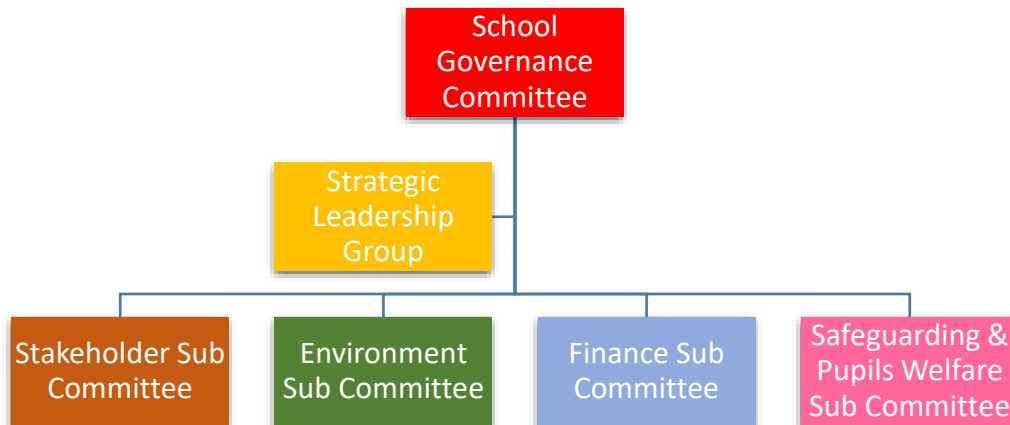 School
Governance
Committee
Strategic
Leadership
Group
Stakeholder Sub
Committee
Environment
Sub Committee
Finance Sub
Committee
Safeguarding &
Pupils Welfare
Sub Committee